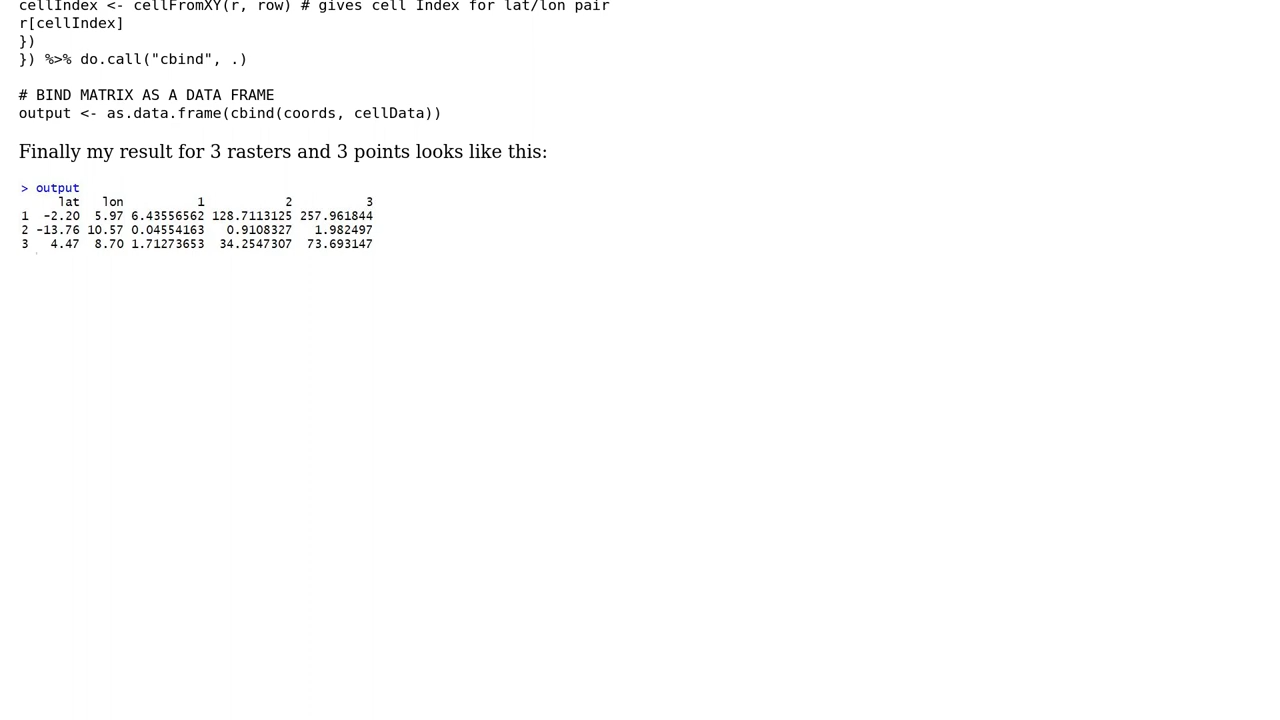 cellIndex <- cellFromXY(r, row) # gives cell Index for lat/lon pair
r[cellIndex]
})
}) %>% do.call("cbind", .)
# BIND MATRIX AS A DATA FRAME
output <- as.data.frame(cbind(coords, cellData))
Finally my result for 3 rasters and 3 points looks like this:
> output
lat lon 1 2 3
1 -2.20 5.97 6.43556562 128.7113125 257.961844
2 -13.76 10.57 0.04554163 0.9108327 1.982497
3 4.47 8.70 1.71273653 34.2547307 73.693147